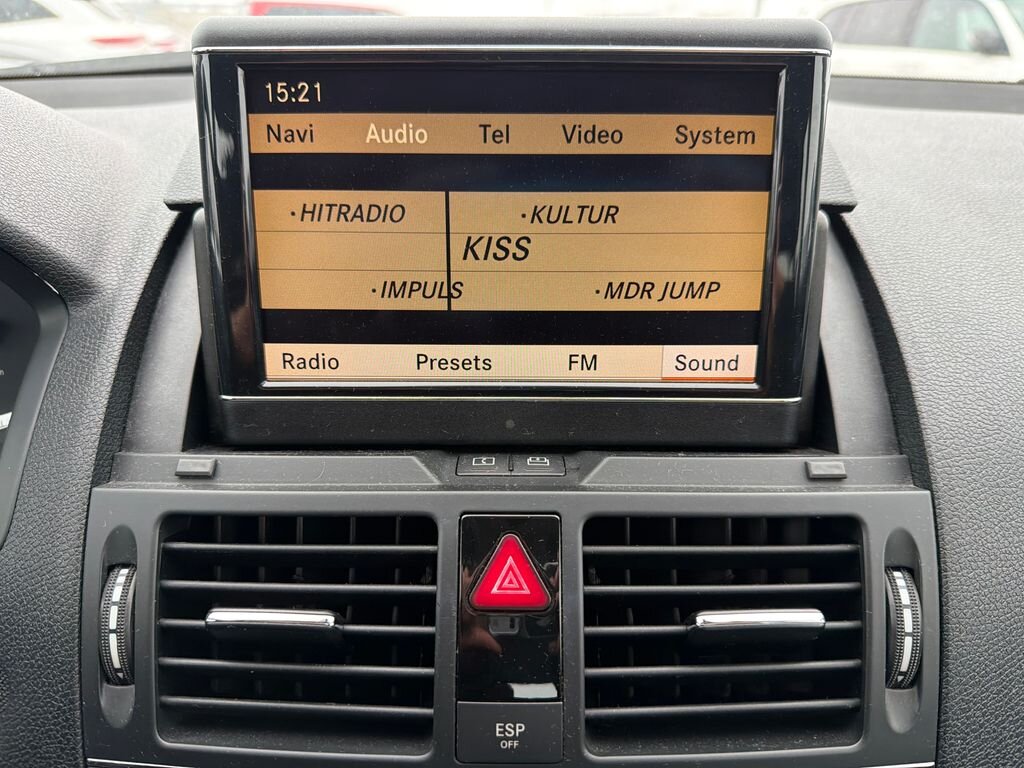 15:21
Navi Audio Tel Video System
·HITRADIO ·KULTUR
KISS
·IMPULS ·MDR JUMP
Radio Presets FM Sound
ESP
OFF